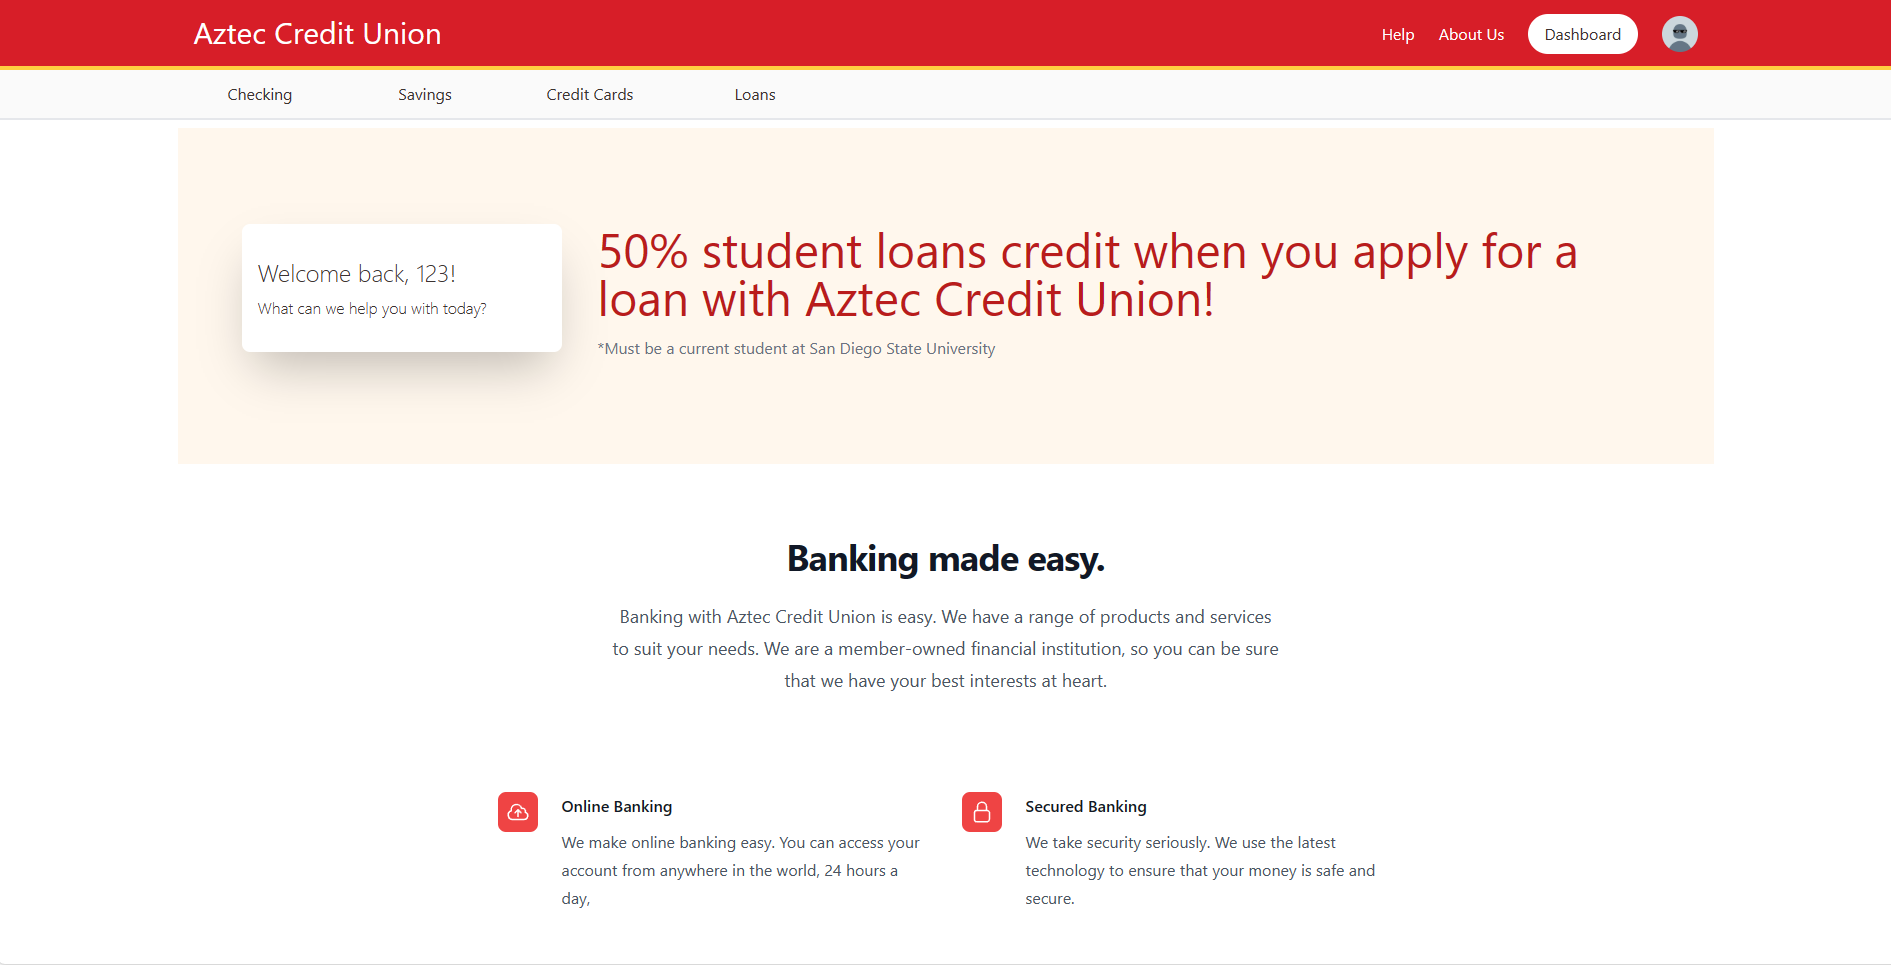 Aztec Credit Union
Help
About Us
Dashboard
Checking
Savings
Credit Cards
Loans
Welcome back, 123!
What can we help you with today?
50% student loans credit when you apply for a
loan with Aztec Credit Union!
*Must be a current student at San Diego State University
Banking made easy.
Banking with Aztec Credit Union is easy. We have a range of products and services
to suit your needs. We are a member-owned financial institution, so you can be sure
that we have your best interests at heart.
Online Banking
We make online banking easy. You can access your
account from anywhere in the world, 24 hours a
day,
Secured Banking
We take security seriously. We use the latest
technology to ensure that your money is safe and
secure.